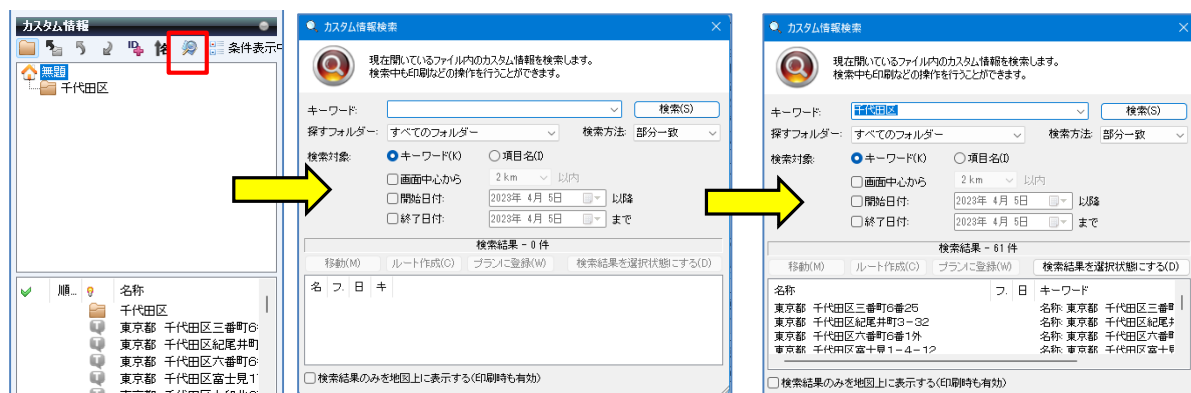 カスタム情報
条件表示中
無題
千代田区
順... 名称
千代田区
東京都 千代田区三番町6
東京都 千代田区紀尾井町
東京都 千代田区六番町6
東京都 千代田区富士見1
カスタム情報検索
現在開いているファイル内のカスタム情報を検索します。
検索中も印刷などの操作を行うことができます。
キーワード: 検索(S)
探すフォルダー: すべてのフォルダー 検索方法: 部分一致
検索対象: キーワード(K) 項目名(I)
画面中心から 2 km 以内
開始日付: 2023年 4月 5日 以降
終了日付: 2023年 4月 5日 まで
検索結果 - 0 件
移動(M) ルート作成(C) プランに登録(W) 検索結果を選択状態にする(D)
名 フ. 日 キ
検索結果のみを地図上に表示する(印刷時も有効)
カスタム情報検索
現在開いているファイル内のカスタム情報を検索します。
検索中も印刷などの操作を行うことができます。
キーワード: 千代田区 検索(S)
探すフォルダー: すべてのフォルダー 検索方法: 部分一致
検索対象: キーワード(K) 項目名(I)
画面中心から 2 km 以内
開始日付: 2023年 4月 5日 以降
終了日付: 2023年 4月 5日 まで
検索結果 - 61 件
移動(M) ルート作成(C) プランに登録(W) 検索結果を選択状態にする(D)
名称 フ. 日 キーワード
東京都 千代田区三番町6番25 名称: 東京都 千代田区三番
東京都 千代田区紀尾井町3-32 名称: 東京都 千代田区紀尾
東京都 千代田区六番町6番1外 名称: 東京都 千代田区六番
東京都 千代田区富士見1-4-12 名称: 東京都 千代田区富士
検索結果のみを地図上に表示する(印刷時も有効)